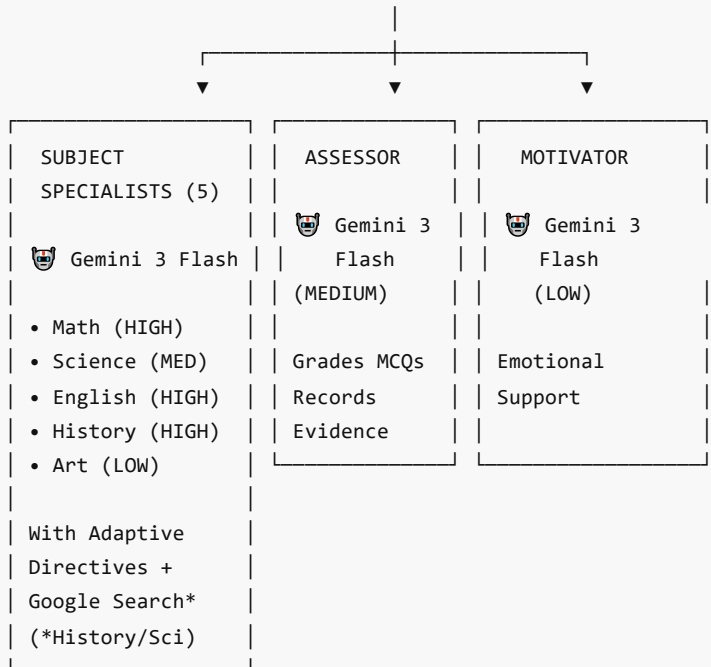 SUBJECT
SPECIALISTS (5)
Gemini 3 Flash
• Math (HIGH)
• Science (MED)
• English (HIGH)
• History (HIGH)
• Art (LOW)
With Adaptive
Directives +
Google Search*
(*History/Sci)
ASSESSOR
Gemini 3
Flash
(MEDIUM)
Grades MCQs
Records
Evidence
MOTIVATOR
Gemini 3
Flash
(LOW)
Emotional
Support